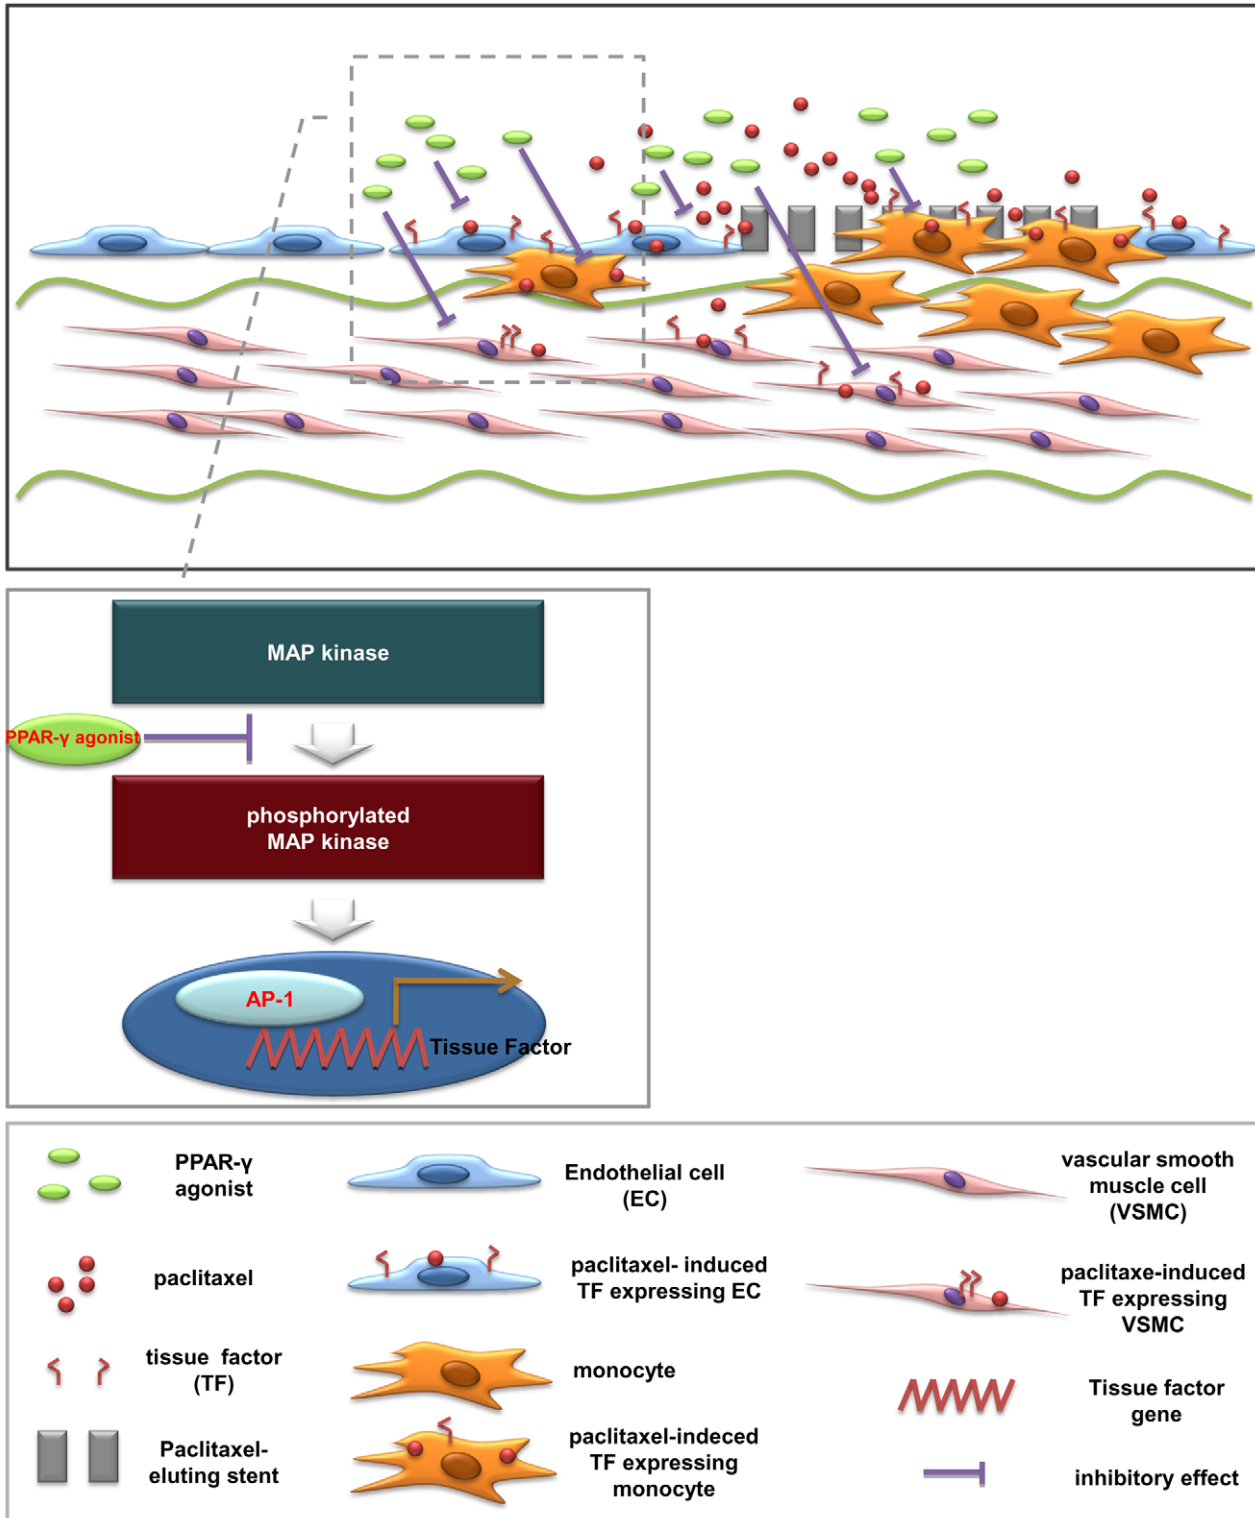 MAP kinase
PPAR-γ agonist
phosphorylated
MAP kinase
AP-1
Tissue Factor
PPAR-γ
agonist
Endothelial cell
(EC)
vascular smooth
muscle cell
(VSMC)
paclitaxel
paclitaxel- induced
TF expressing EC
paclitaxe-induced
TF expressing
VSMC
tissue factor
(TF)
monocyte
Tissue factor
gene
Paclitaxel-
eluting stent
paclitaxel-indeced
TF expressing
monocyte
inhibitory effect